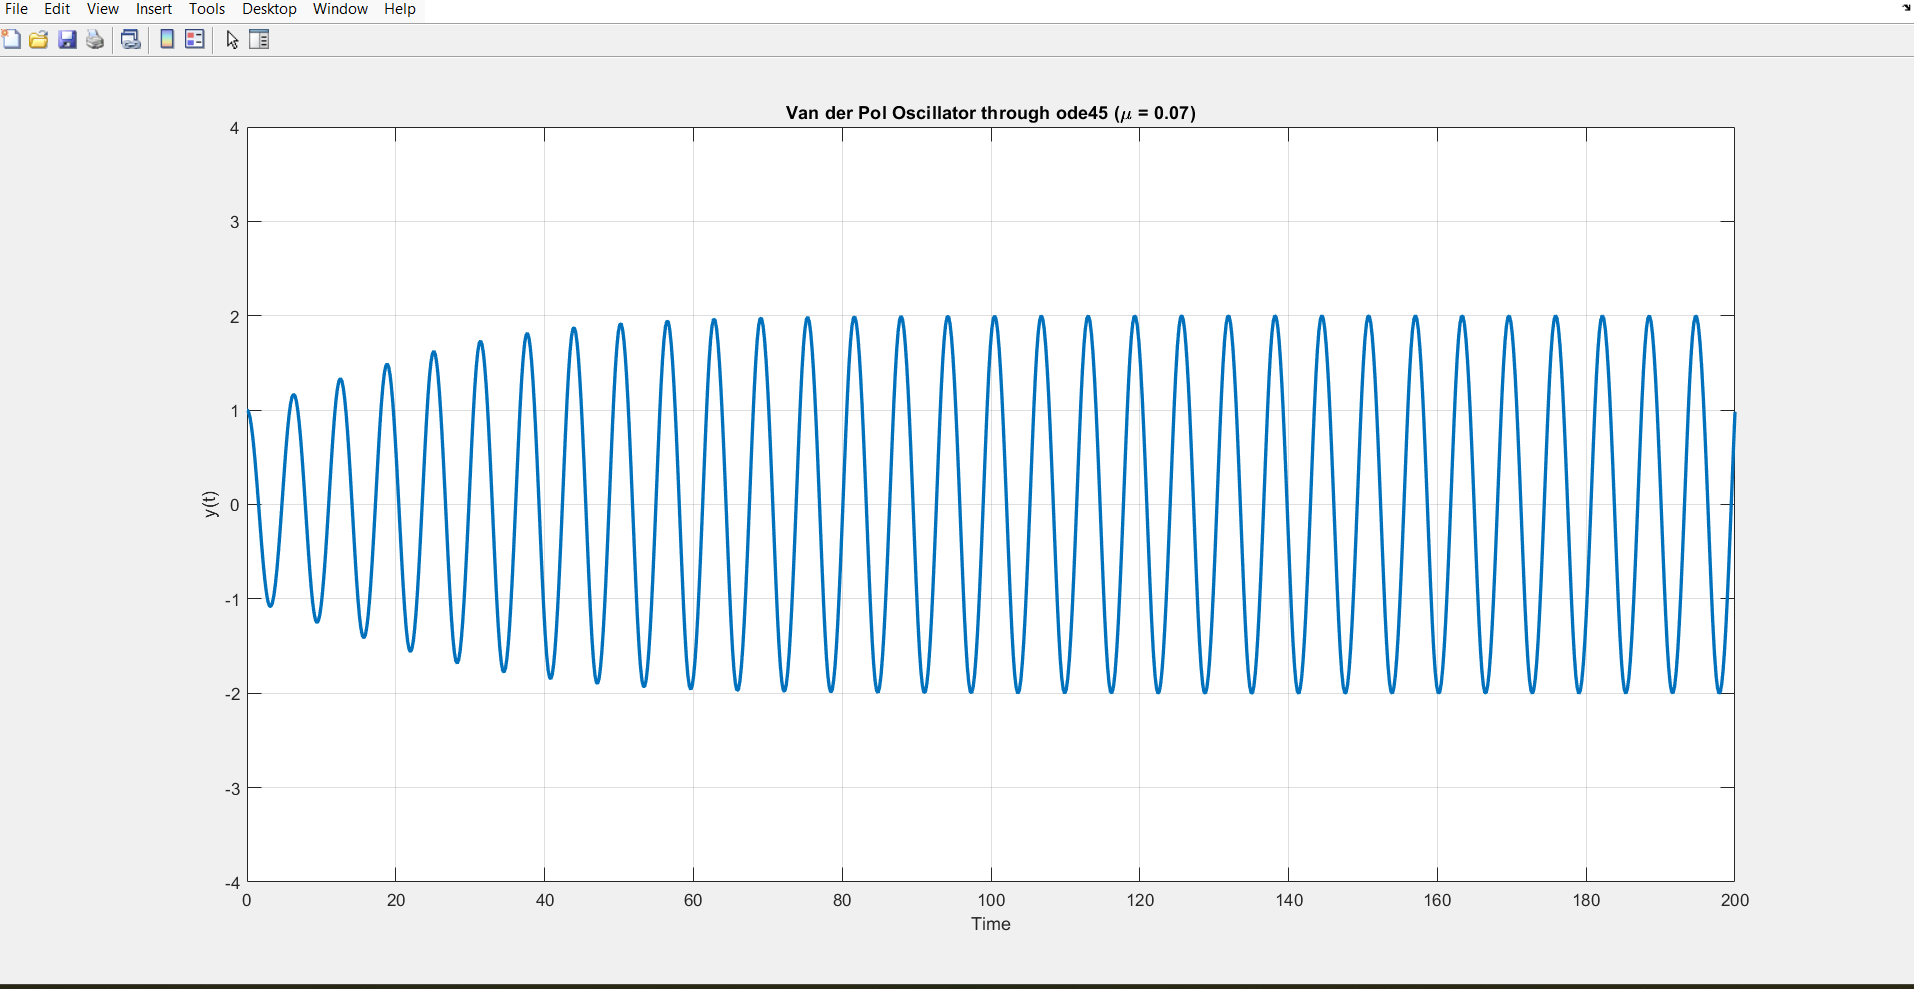 File Edit View Insert Tools Desktop Window Help
Van der Pol Oscillator through ode45 (μ = 0.07)
4
3
2
1
0
-1
-2
-3
-4
y(t)
0 20 40 60 80 100 120 140 160 180 200
Time